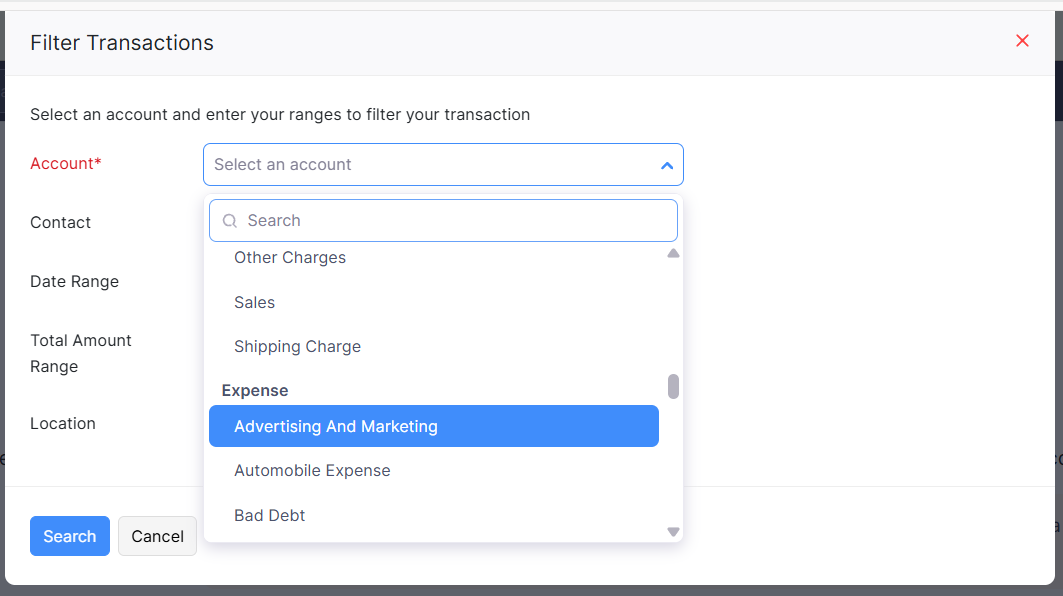 Filter Transactions
Select an account and enter your ranges to filter your transaction
Account*
Select an account
Contact
Search
Other Charges
Date Range
Sales
Total Amount
Range
Shipping Charge
Expense
Location
Advertising And Marketing
Automobile Expense
Bad Debt
Search
Cancel